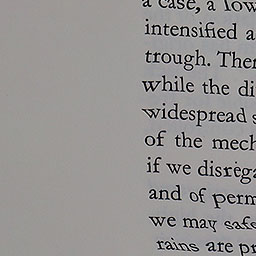 a case, a low
intensified a
trough. Ther
while the di
widespread s
of the mech
if we disrega
and of perm
we may safe
rains are pr